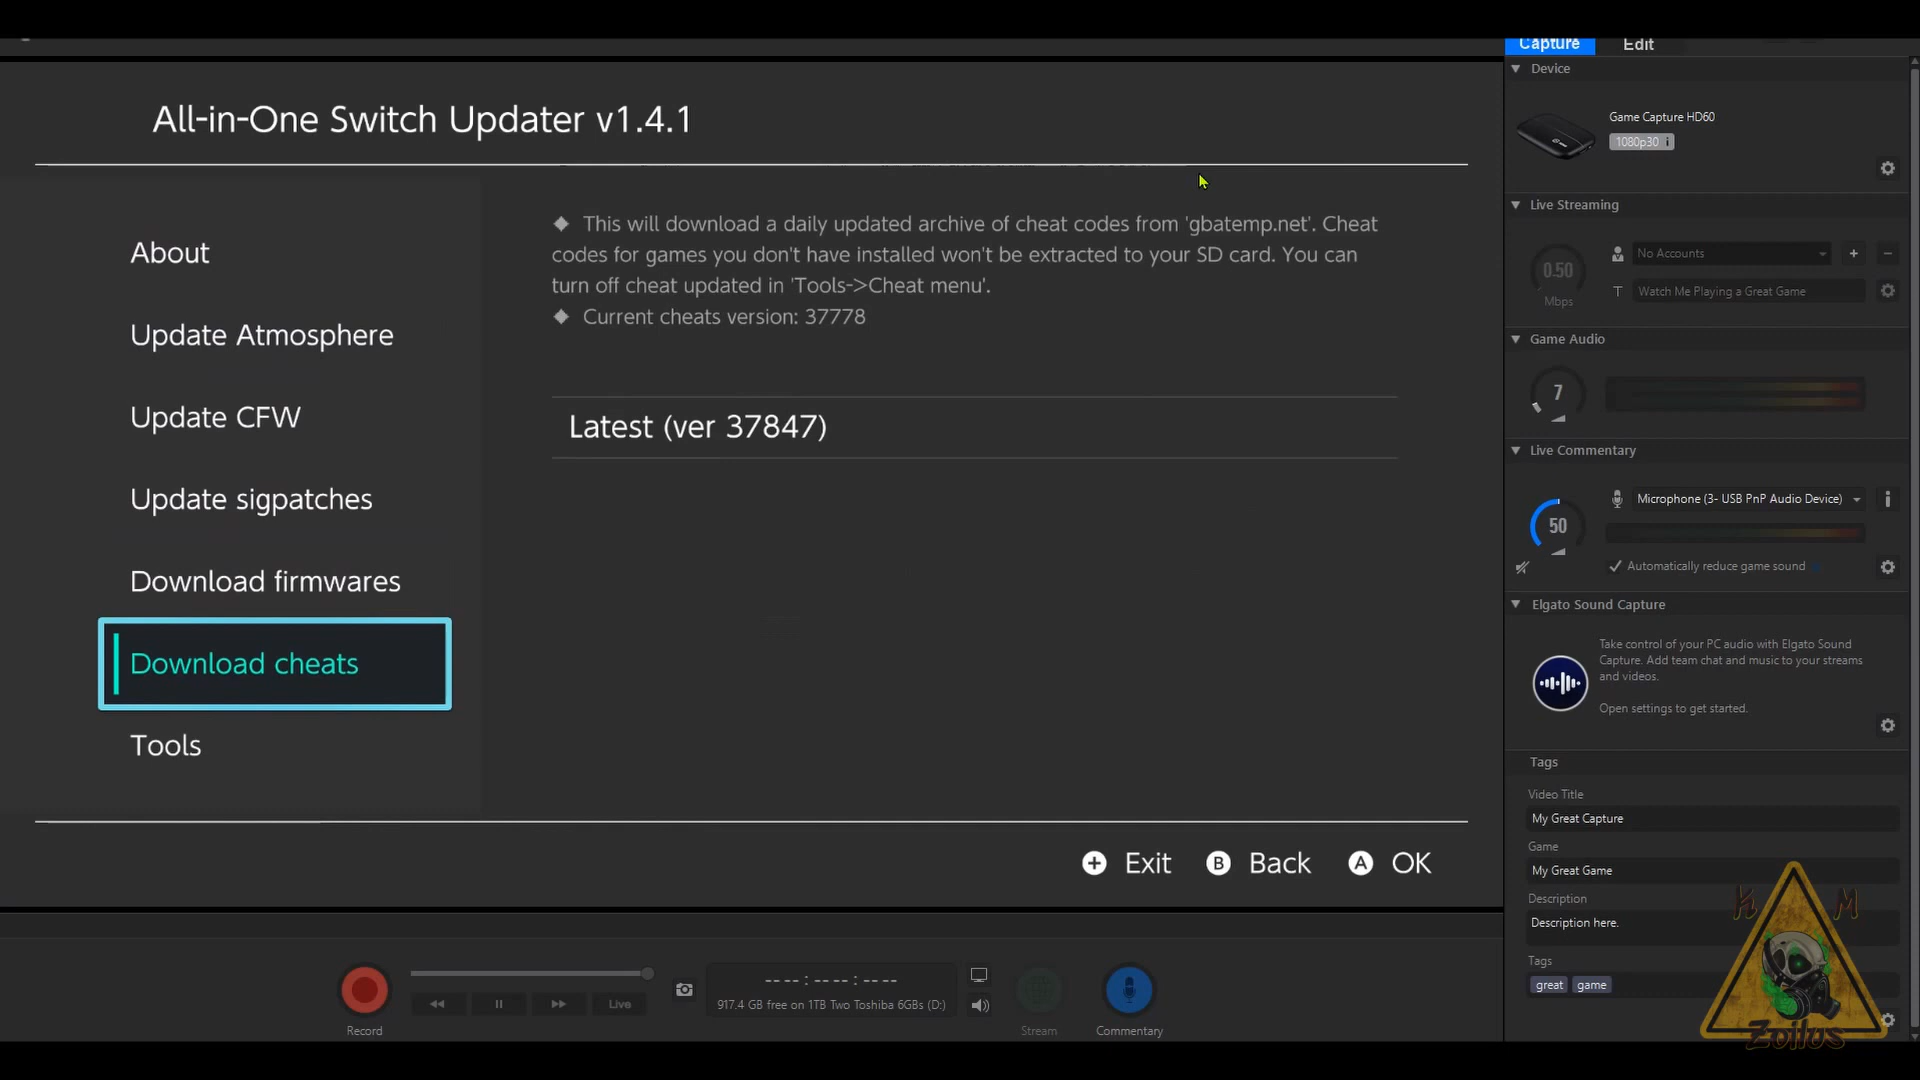 Capture Edit
All-in-One Switch Updater v1.4.1
◆ This will download a daily updated archive of cheat codes from 'gbatemp.net'. Cheat
codes for games you don't have installed won't be extracted to your SD card. You can
turn off cheat updated in 'Tools->Cheat menu'.
◆ Current cheats version: 37778
Latest (ver 37847)
About
Update Atmosphere
Update CFW
Update sigpatches
Download firmwares
Download cheats
Tools
+ Exit B Back A OK
Device
Game Capture HD60
1080p30 i
Live Streaming
0.50
Mbps
No Accounts
T Watch Me Playing a Great Game
Game Audio
7
Live Commentary
50
Microphone (3- USB PnP Audio Device)
Automatically reduce game sound
Elgato Sound Capture
Take control of your PC audio with Elgato Sound
Capture. Add team chat and music to your streams
and videos.
Open settings to get started.
Tags
Video Title
My Great Capture
Game
My Great Game
Description
Description here.
Tags
great game
Live
-- -- : -- -- : -- --
917.4 GB free on 1TB Two Toshiba 6GBs (D:)
Record
Stream
Commentary
K M
Zoilus